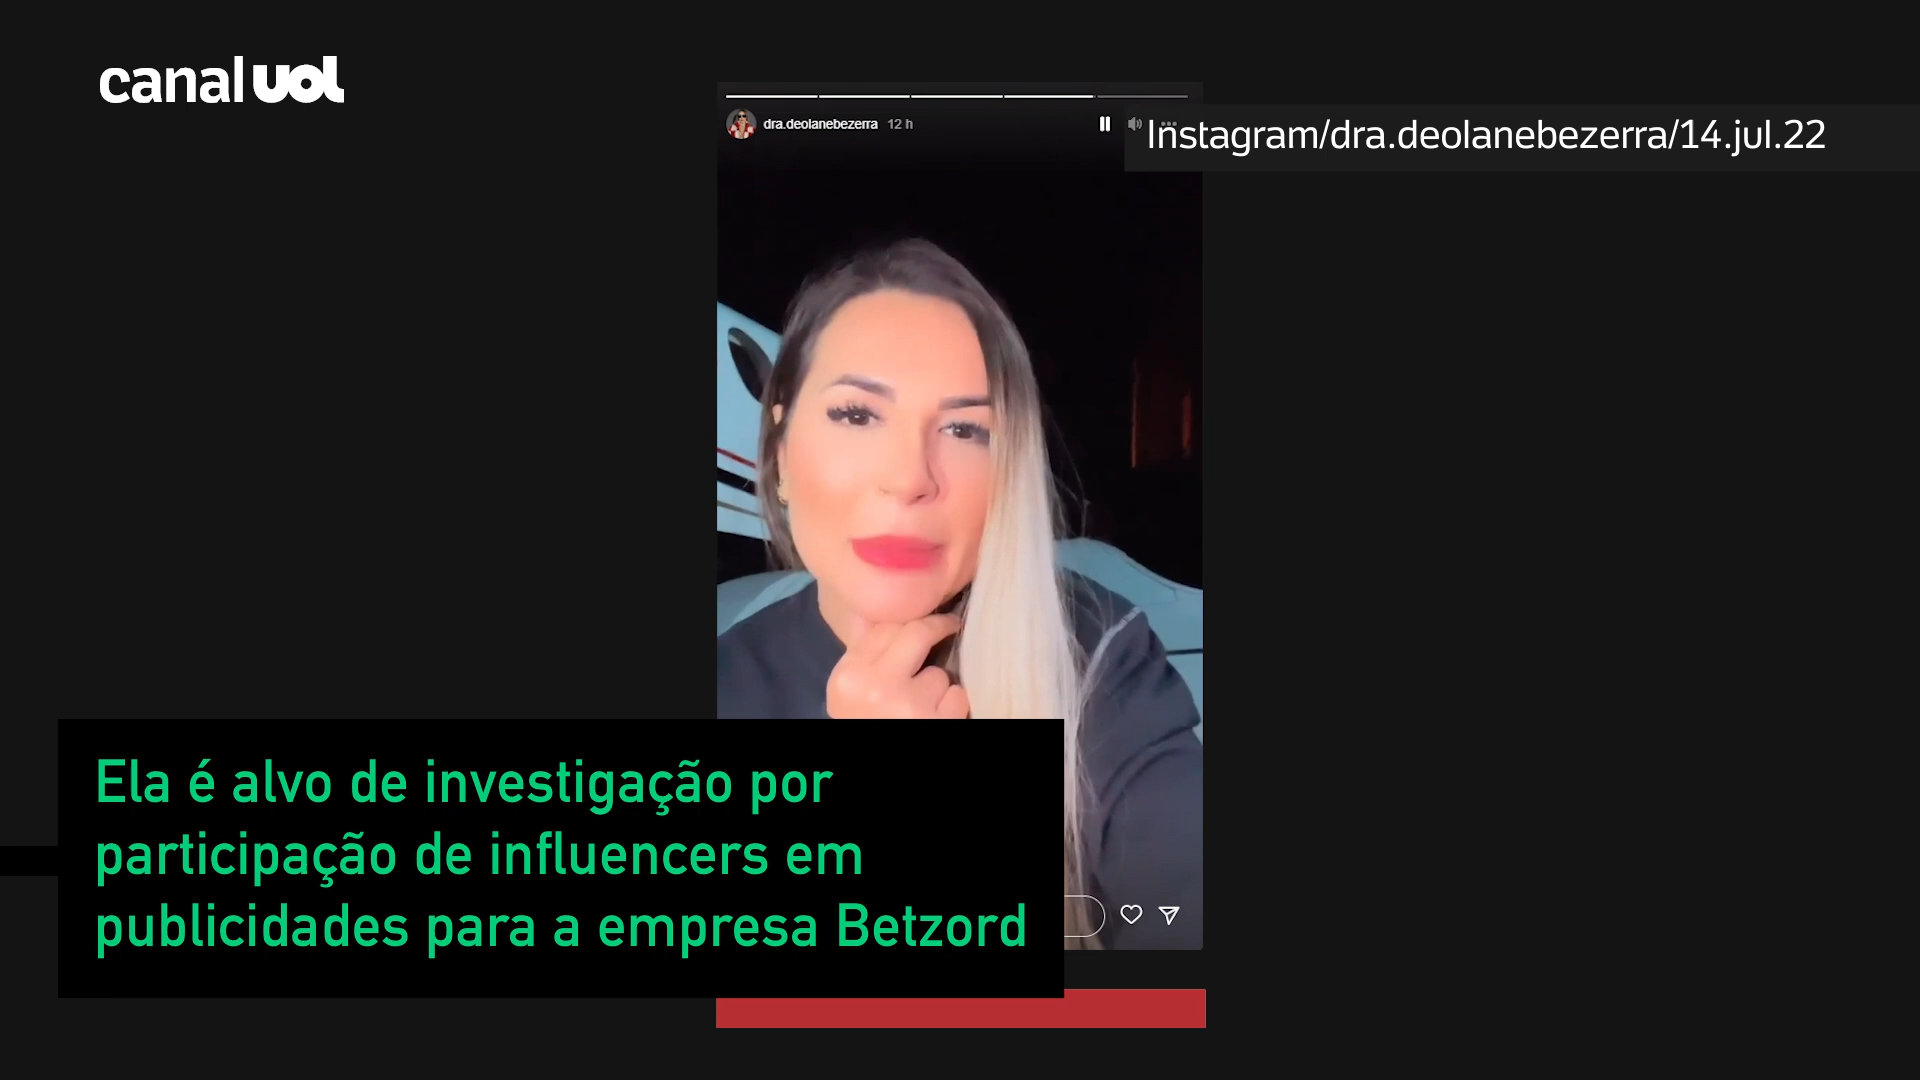 canal uol
dra.deolanebezerra 12 h
Instagram/dra.deolanebezerra/14.jul.22
Ela é alvo de investigação por
participação de influencers em
publicidades para a empresa Betzord